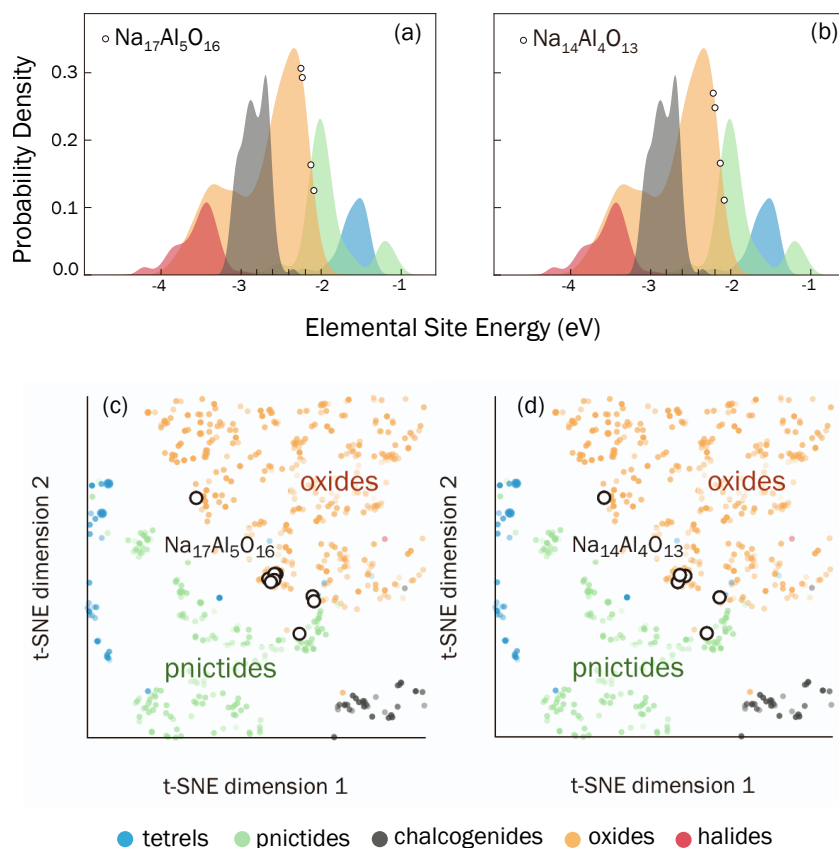 Na₁₇Al₅O₁₆ (a)
Na₁₄Al₄O₁₃ (b)
Probability Density
0.3
0.2
0.1
0.0
-4 -3 -2 -1
-4 -3 -2 -1
Elemental Site Energy (eV)
(c)
oxides
Na₁₇Al₅O₁₆
pnictides
t-SNE dimension 2
t-SNE dimension 1
(d)
oxides
Na₁₄Al₄O₁₃
pnictides
t-SNE dimension 2
t-SNE dimension 1
tetrels pnictides chalcogenides oxides halides